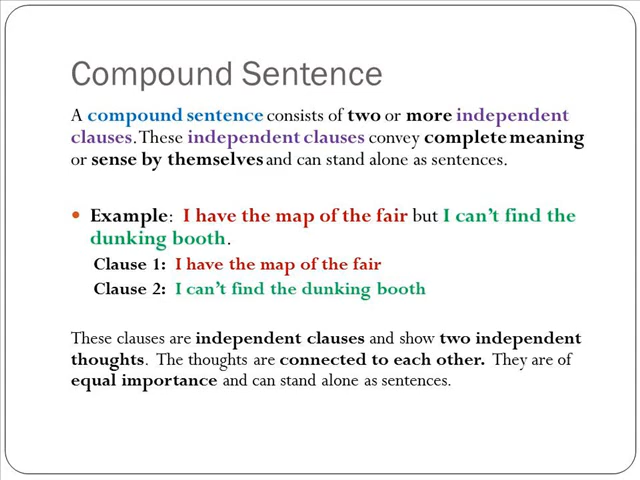 Compound Sentence
A compound sentence consists of two or more independent
clauses. These independent clauses convey complete meaning
or sense by themselves and can stand alone as sentences.
• Example: I have the map of the fair but I can't find the
dunking booth.
Clause 1: I have the map of the fair
Clause 2: I can't find the dunking booth
These clauses are independent clauses and show two independent
thoughts. The thoughts are connected to each other. They are of
equal importance and can stand alone as sentences.